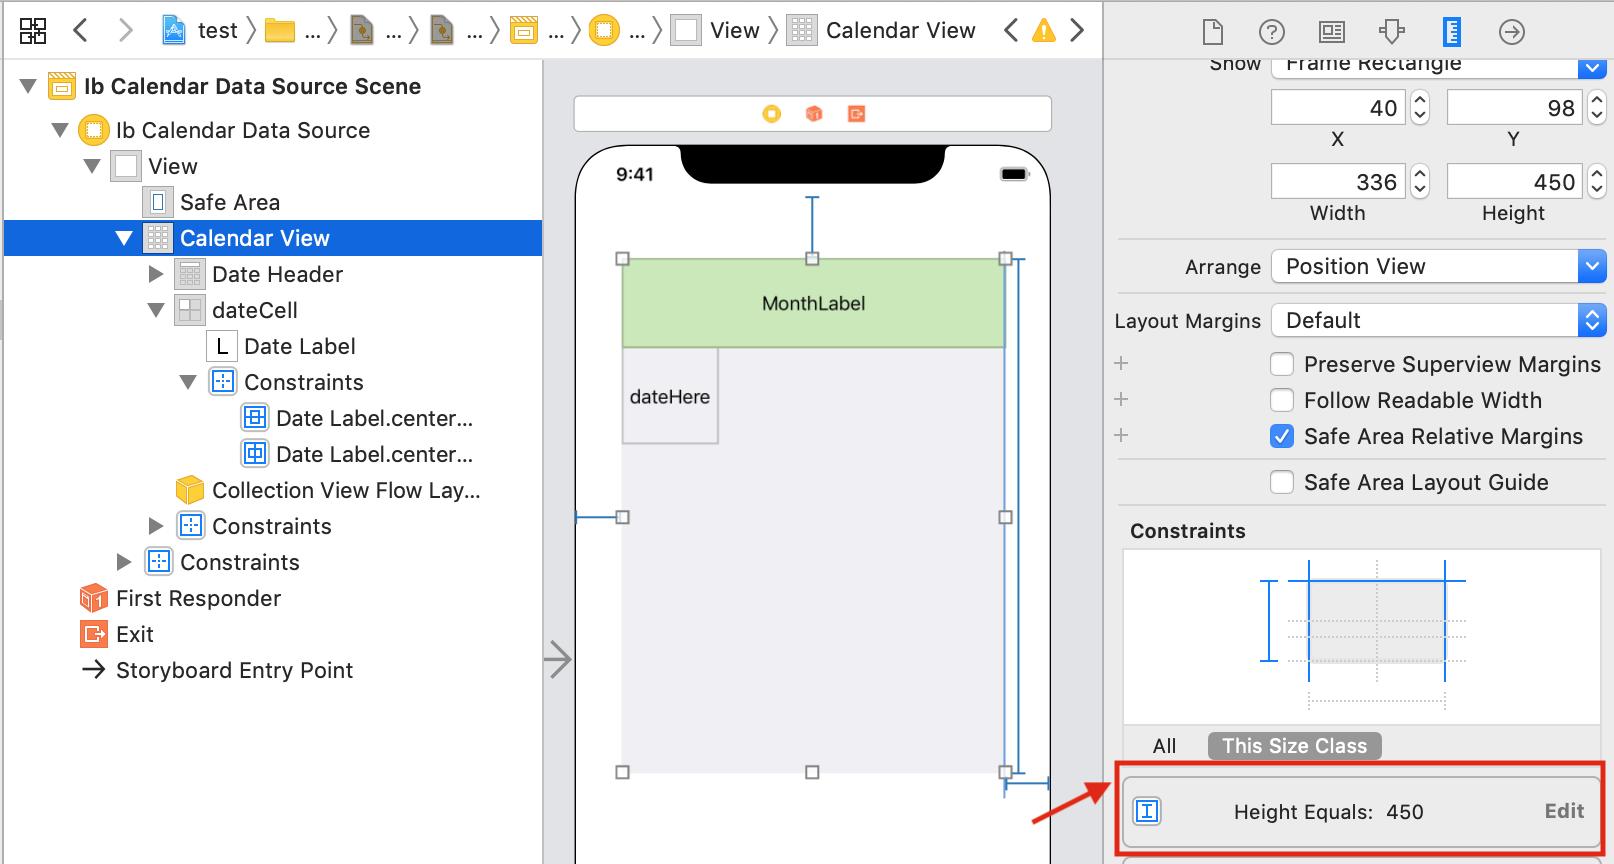 test ... ... ... ... ... View Calendar View
Ib Calendar Data Source Scene
Ib Calendar Data Source
View
Safe Area
Calendar View
Date Header
dateCell
L Date Label
Constraints
Date Label.center...
Date Label.center...
Collection View Flow Lay...
Constraints
Constraints
First Responder
Exit
Storyboard Entry Point
9:41
MonthLabel
dateHere
Show Frame Rectangle
40 98
X Y
336 450
Width Height
Arrange Position View
Layout Margins Default
Preserve Superview Margins
Follow Readable Width
Safe Area Relative Margins
Safe Area Layout Guide
Constraints
All This Size Class
Height Equals: 450 Edit